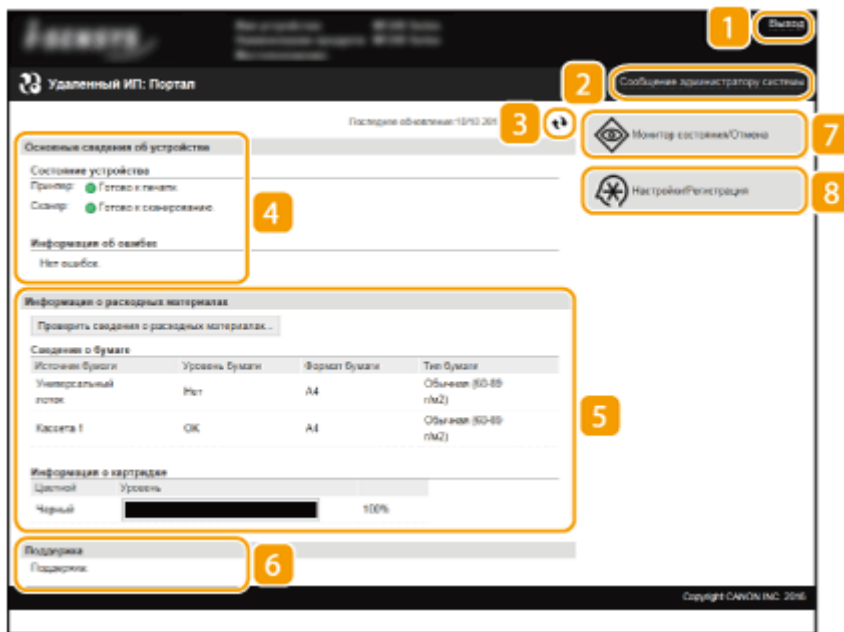 1
Выход
Удаленный ИП: Портал
2
Сообщение администратору системы
Последнее обновление:
3
Основные сведения об устройстве
Состояние устройства
Принтер: Готово к печати.
Сканер: Готово к сканированию.
4
Информация об ошибке
Нет ошибок.
Монитор состояния/Отмена
7
Настройки/Регистрация
8
Информация о расходных материалах
Проверить сведения о расходных материалах...
Сведения о бумаге
Источник бумаги Уровень бумаги Формат бумаги Тип бумаги
Универсальный лоток Нет A4 Обычная (60-89 г/м2)
Кассета 1 OK A4 Обычная (60-89 г/м2)
5
Информация о картридже
Цветной Уровень
Черный 100%
Поддержка
Поддержка:
6
Copyright CANON INC. 2016